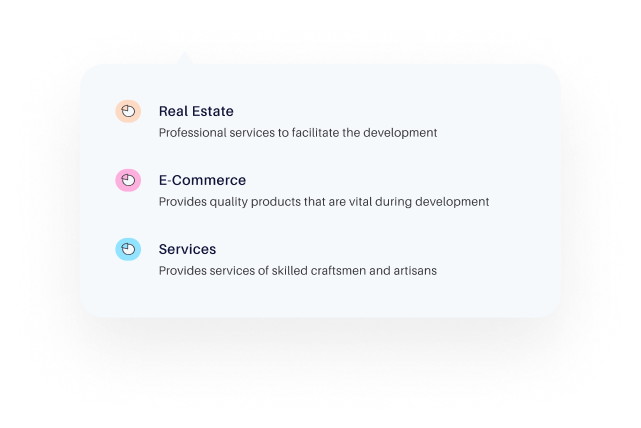 Real Estate
Professional services to facilitate the development
E-Commerce
Provides quality products that are vital during development
Services
Provides services of skilled craftsmen and artisans